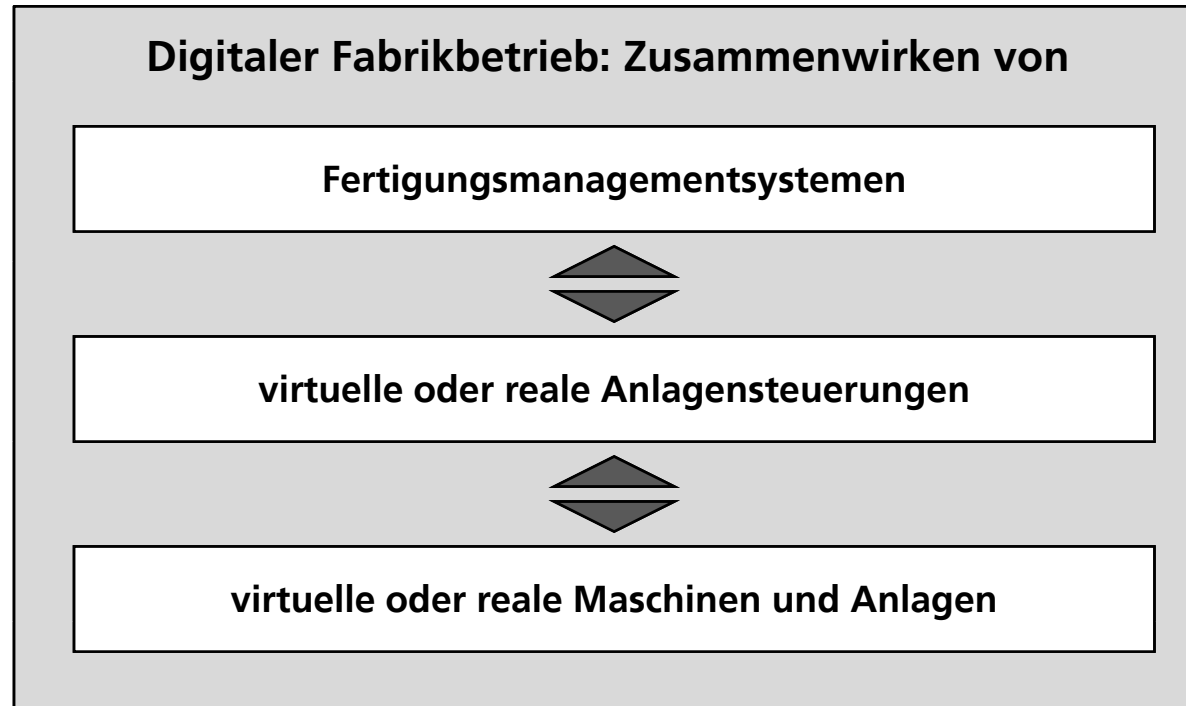 Digitaler Fabrikbetrieb: Zusammenwirken von
Fertigungsmanagementsystemen
virtuelle oder reale Anlagensteuerungen
virtuelle oder reale Maschinen und Anlagen